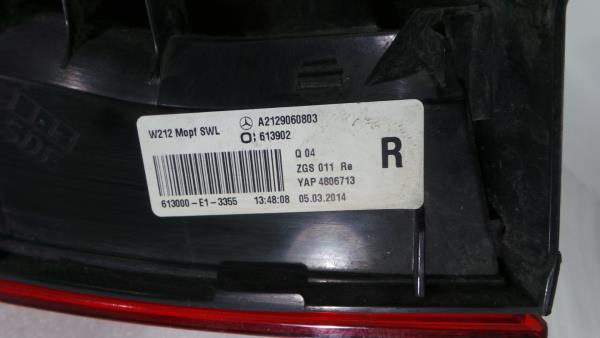 W212 Mopf SWL A2129060803
613902
Q 04
ZGS 011 Re
YAP 4806713
R
613000-E1-3355 13:48:08 05.03.2014